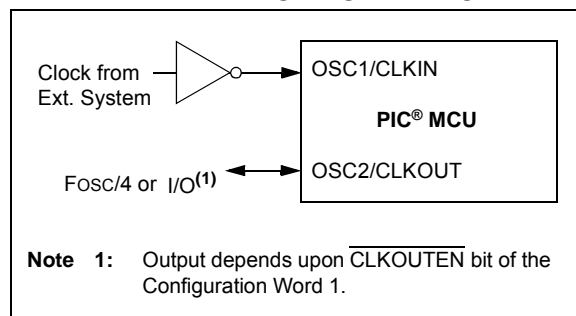 Clock from
Ext. System
OSC1/CLKIN
PIC® MCU
FOSC/4 or I/O(1)
OSC2/CLKOUT
Note 1: Output depends upon CLKOUTEN bit of the
Configuration Word 1.